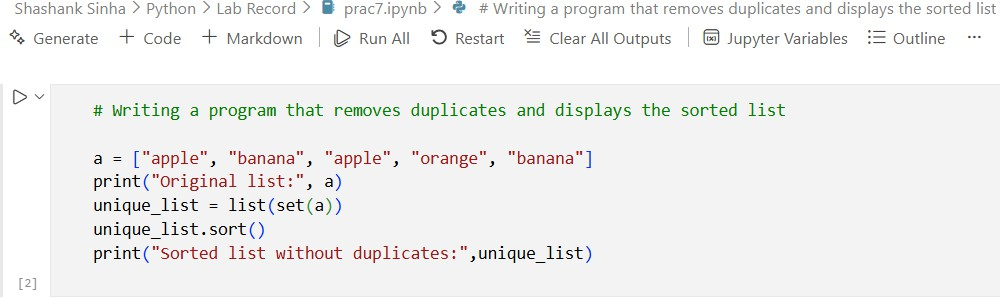 Shashank Sinha > Python > Lab Record > prac7.ipynb > # Writing a program that removes duplicates and displays the sorted list
Generate + Code + Markdown | Run All Restart Clear All Outputs | Jupyter Variables Outline ...
# Writing a program that removes duplicates and displays the sorted list
a = ["apple", "banana", "apple", "orange", "banana"]
print("Original list:", a)
unique_list = list(set(a))
unique_list.sort()
print("Sorted list without duplicates:",unique_list)
[2]